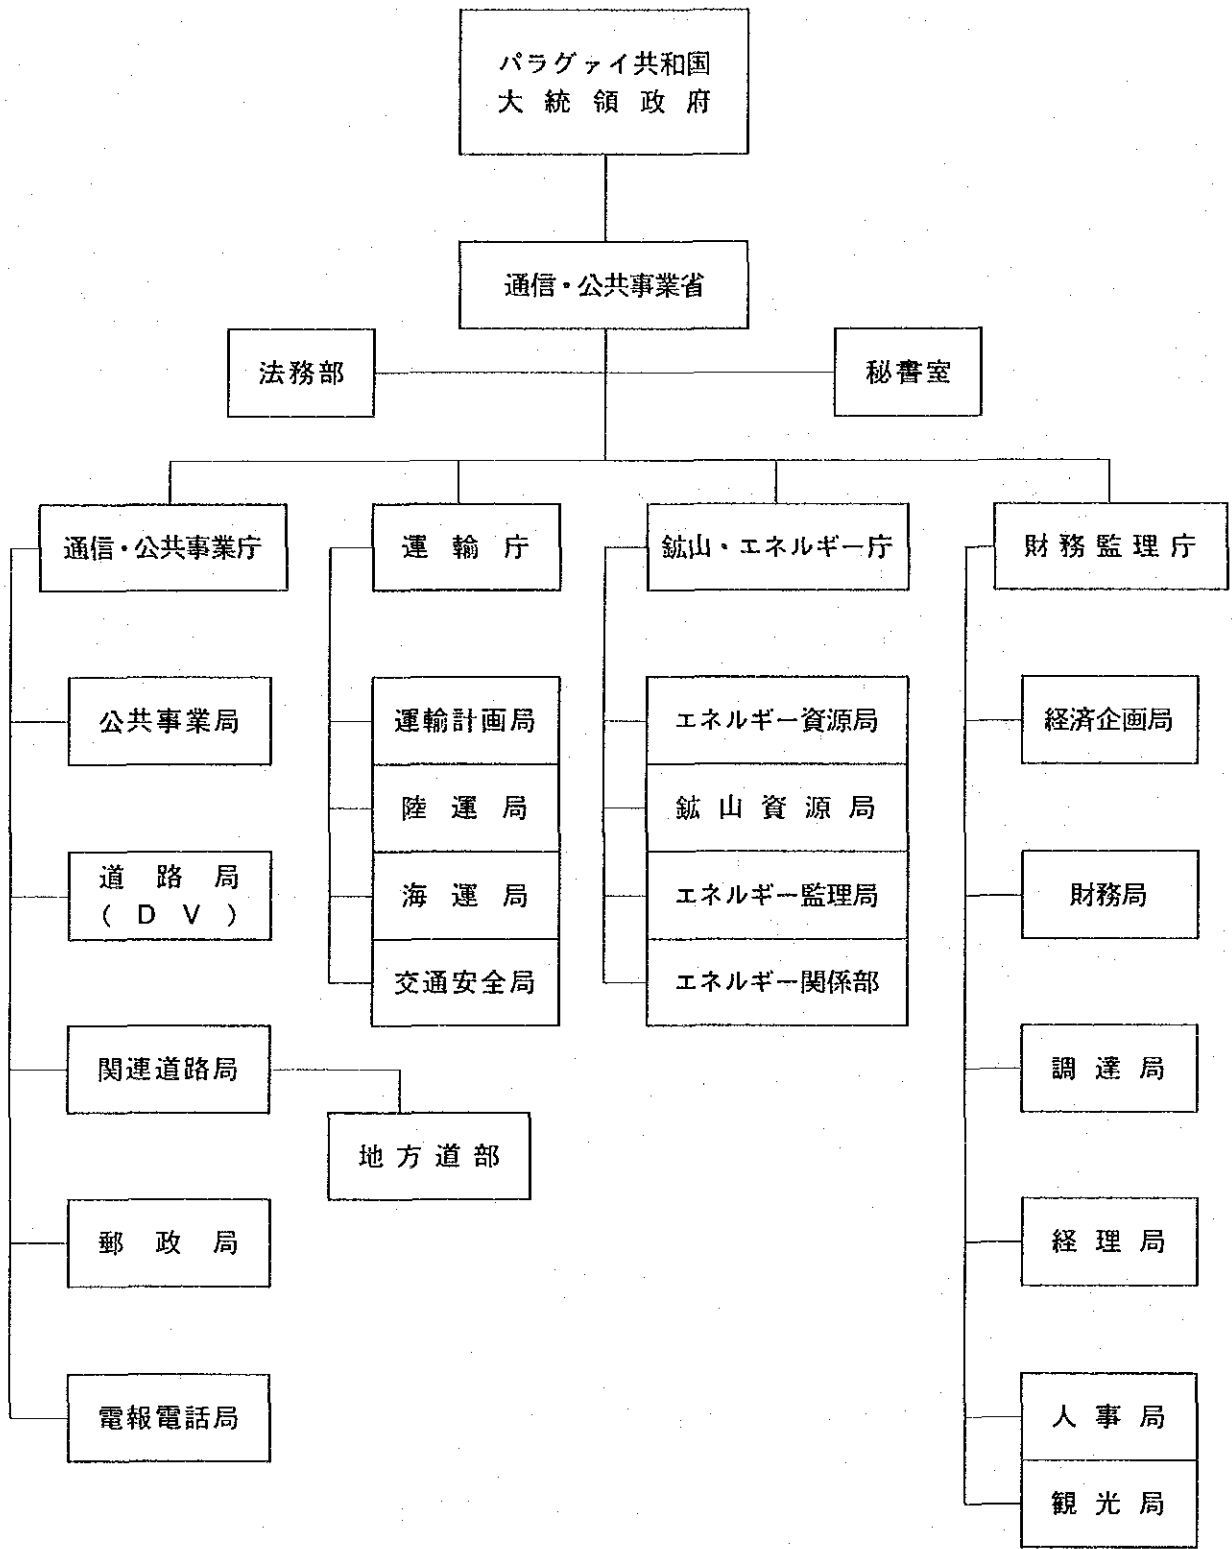 パラグァイ共和国
大統領政府
通信・公共事業省
法務部
秘書室
通信・公共事業庁
運輸庁
鉱山・エネルギー庁
財務監理庁
公共事業局
運輸計画局
エネルギー資源局
経済企画局
陸運局
鉱山資源局
道路局
(DV)
海運局
エネルギー監理局
財務局
交通安全局
エネルギー関係部
関連道路局
調達局
地方道部
郵政局
経理局
電報電話局
人事局
観光局